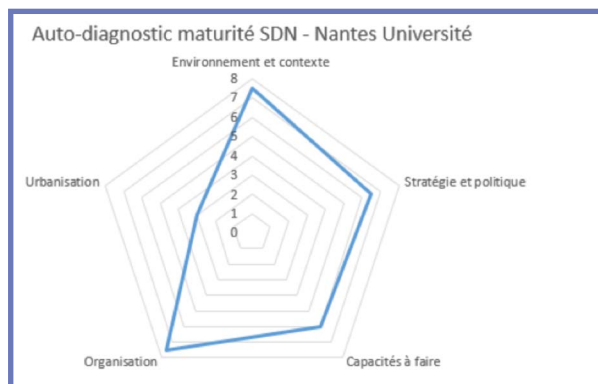 Auto-diagnostic maturité SDN - Nantes Université
Environnement et contexte
8
7
6
5
4
3
2
1
0
Urbanisation
Stratégie et politique
Organisation
Capacités à faire